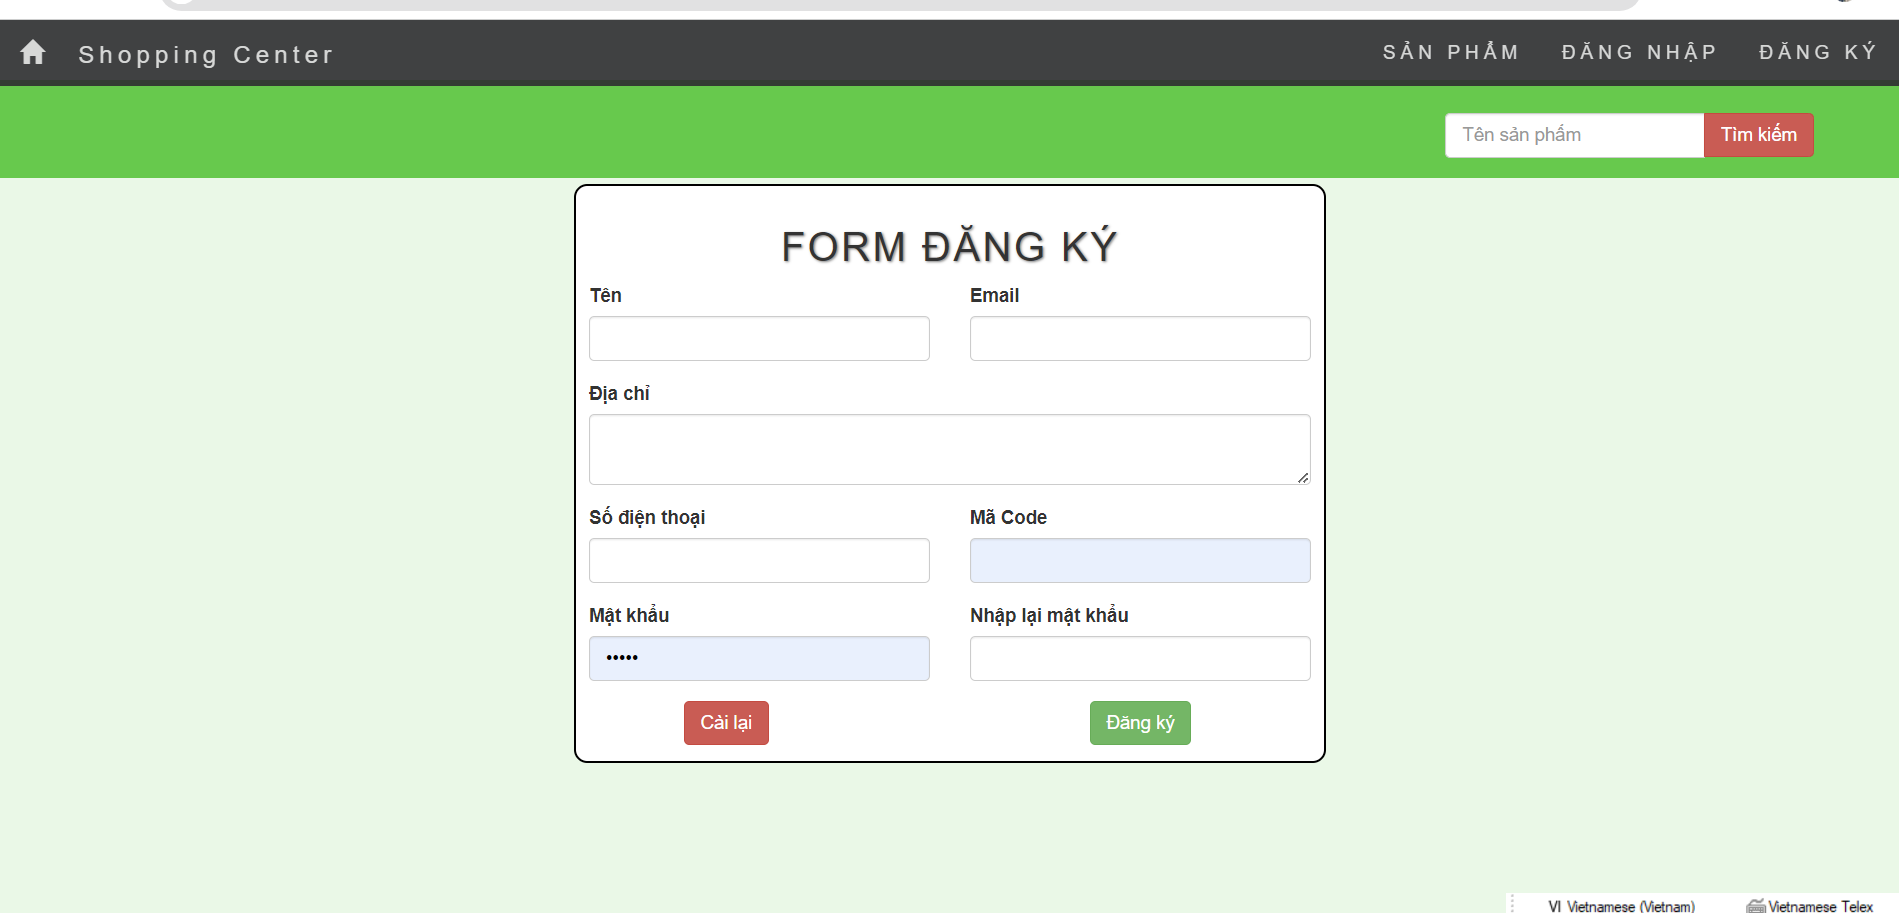 Shopping Center
SẢN PHẨM ĐĂNG NHẬP ĐĂNG KÝ
Tên sản phẩm Tìm kiếm
FORM ĐĂNG KÝ
Tên Email
Địa chỉ
Số điện thoại Mã Code
Mật khẩu Nhập lại mật khẩu
•••••
Cài lại Đăng ký
VI Vietnamese (Vietnam) Vietnamese Telex